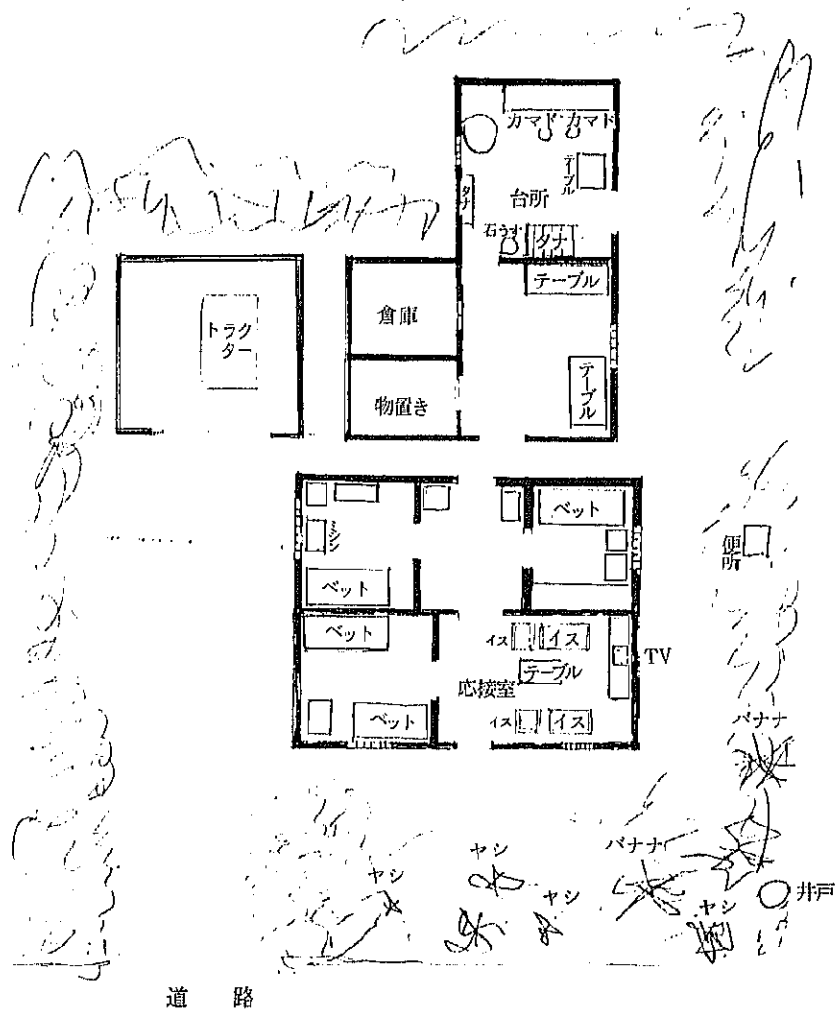 カマド カマド
テーブル
タナ
台所
石うす
タナ
テーブル
トラクター
倉庫
テーブル
物置き
ミシン
ベット
ベット
便所
ベット
イス
イス
テーブル
TV
応接室
ベット
イス
イス
バナナ
ヤシ
ヤシ
ヤシ
バナナ
ヤシ
井戸
道路